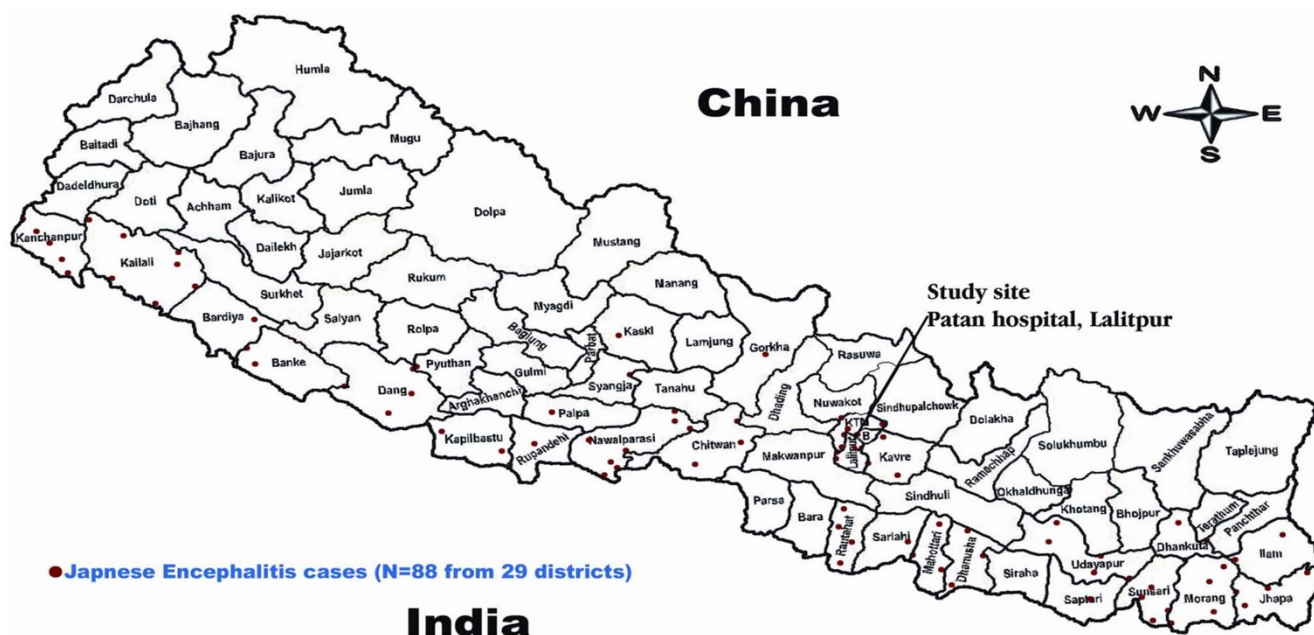 Humla
China
N
W E
S
Darchula
Bajhang
Baitadi
Bajura
Mugu
Dadeldhura
Doti
Achham
Kalikot
Jumla
Dolpa
Mustang
Kanchanpur
Kailali
Dailekh
Jajarkot
Rukum
Manang
Surkhet
Myagdi
Study site
Patan hospital, Lalitpur
Bardiya
Salyan
Rolpa
Baglung
Parbat
Kaski
Lamjung
Gorkha
Rasuwa
Banke
Dang
Pyuthan
Gulmi
Syangja
Tanahu
Dhading
Nuwakot
Sindhupalchowk
Dolakha
Solukhumbu
Sankhuwasabha
Taplejung
Arghakhanchi
Palpa
KTM
B
Lalitpur
Kapilbastu
Rupandehi
Nawalparasi
Chitwan
Makwanpur
Kavre
Ramechhap
Okhaldhunga
Khotang
Bhojpur
Terathum
Panchthar
Sindhuli
Parsa
Bara
Rautahat
Sarlahi
Mahottari
Dhanusha
Siraha
Udayapur
Saptari
Dhankuta
Sunsari
Morang
Ilam
Jhapa
Japnese Encephalitis cases (N=88 from 29 districts)
India